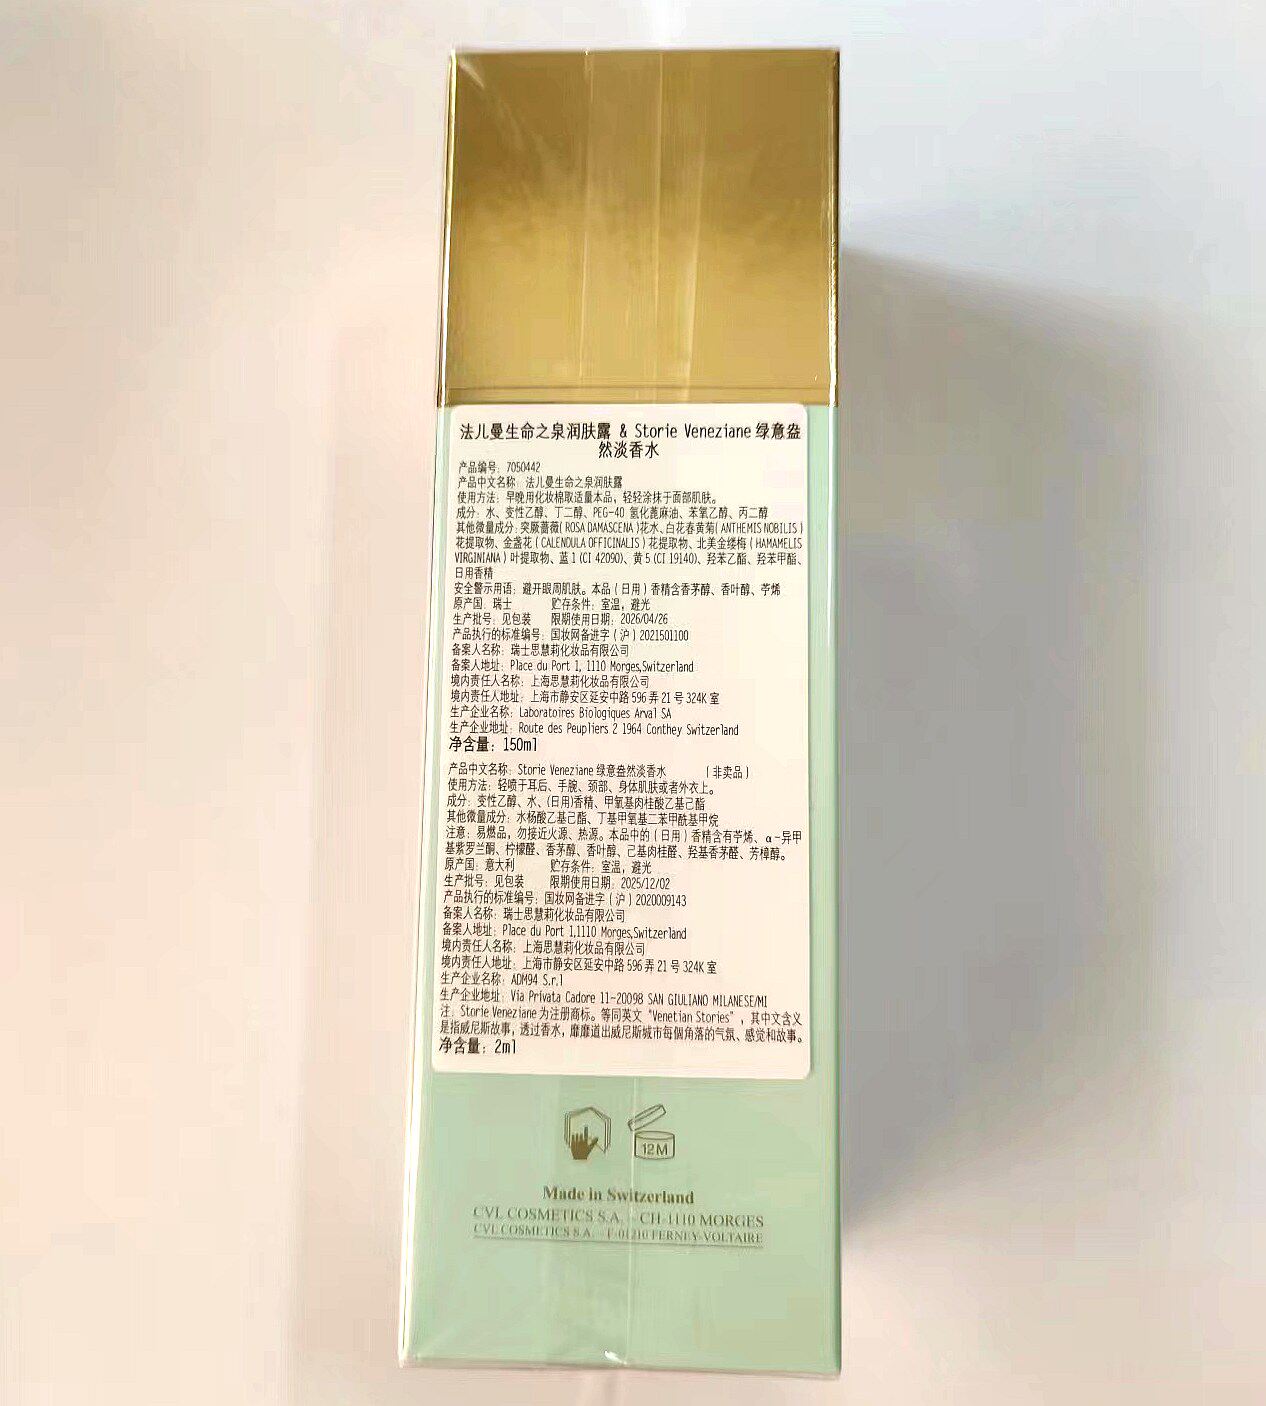 法儿曼生命之泉润肤露 & Storie Veneziane 绿意盎
然淡香水
产品编号：7050442
产品中文名称：法儿曼生命之泉润肤露
使用方法：早晚用化妆棉取适量本品，轻轻涂抹于面部肌肤。
成分：水、变性乙醇、丁二醇、PEG-40 氢化蓖麻油、苯氧乙醇、丙二醇
其他微量成分：突厥蔷薇(ROSA DAMASCENA)花水、白花春黄菊(ANTHEMIS NOBILIS)
花提取物、金盏花(CALENDULA OFFICINALIS)花提取物、北美金缕梅(HAMAMELIS
VIRGINIANA)叶提取物、蓝1(CI 42090)、黄5(CI 19140)、羟苯乙酯、羟苯甲酯、
日用香精
安全警示用语：避开眼周肌肤。本品(日用)香精含香茅醇、香叶醇、苧烯
原产国：瑞士 贮存条件：室温，避光
生产批号：见包装 限期使用日期：2026/04/26
产品执行的标准编号：国妆网备进字(沪)2021501100
备案人名称：瑞士思慧莉化妆品有限公司
备案人地址：Place du Port 1, 1110 Morges,Switzerland
境内责任人名称：上海思慧莉化妆品有限公司
境内责任人地址：上海市静安区延安中路596弄21号324K室
生产企业名称：Laboratoires Biologiques Arval SA
生产企业地址：Route des Peupliers 2 1964 Conthey Switzerland
净含量：150ml
产品中文名称：Storie Veneziane 绿意盎然淡香水 (非卖品)
使用方法：轻喷于耳后、手腕、颈部、身体肌肤或者外衣上。
成分：变性乙醇、水、(日用)香精、甲氧基肉桂酸乙基己酯
其他微量成分：水杨酸乙基己酯、丁基甲氧基二苯甲酰基甲烷
注意：易燃品，勿接近火源、热源。本品中的(日用)香精含有苧烯、α-异甲
基紫罗兰酮、柠檬醛、香茅醇、香叶醇、己基肉桂醛、羟基香茅醛、芳樟醇。
原产国：意大利 贮存条件：室温，避光
生产批号：见包装 限期使用日期：2025/12/02
产品执行的标准编号：国妆网备进字(沪)2020009143
备案人名称：瑞士思慧莉化妆品有限公司
备案人地址：Place du Port 1,1110 Morges,Switzerland
境内责任人名称：上海思慧莉化妆品有限公司
境内责任人地址：上海市静安区延安中路596弄21号324K室
生产企业名称：ADM94 S.r.l
生产企业地址：Via Privata Cadore 11-20098 SAN GIULIANO MILANESE/MI
注：Storie Veneziane为注册商标。等同英文"Venetian Stories"，其中文含义
是指威尼斯故事，透过香水，靡靡道出威尼斯城市每個角落的气氛、感觉和故事。
净含量：2ml
12M
Made in Switzerland
CVL COSMETICS S.A. - CH-1110 MORGES
CVL COSMETICS S.A. - F-01210 FERNEY-VOLTAIRE